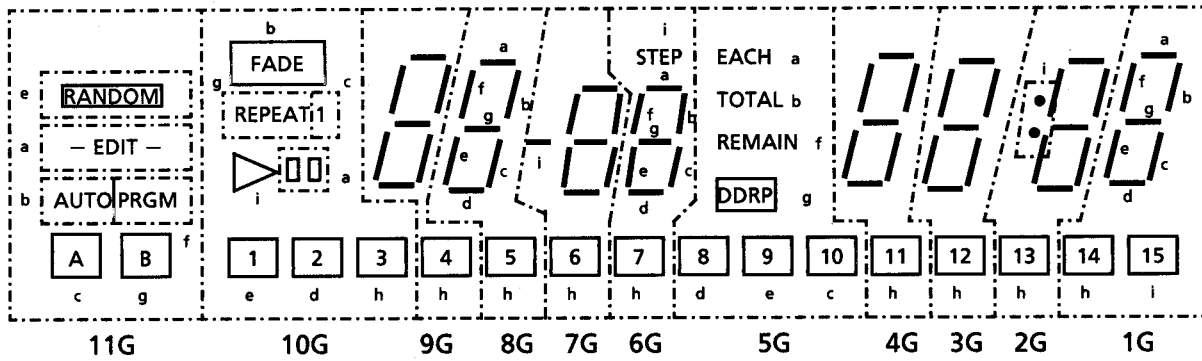 b i
FADE STEP EACH a
e RANDOM g c a a
REPEAT 1 f b f b TOTAL b i f b
a — EDIT — g g g
i REMAIN f
b AUTO PRGM i a e c e c DDRP g e c
d d d
A B f 1 2 3 4 5 6 7 8 9 10 11 12 13 14 15
c g e d h h h h h d e c h h h h i
11G 10G 9G 8G 7G 6G 5G 4G 3G 2G 1G